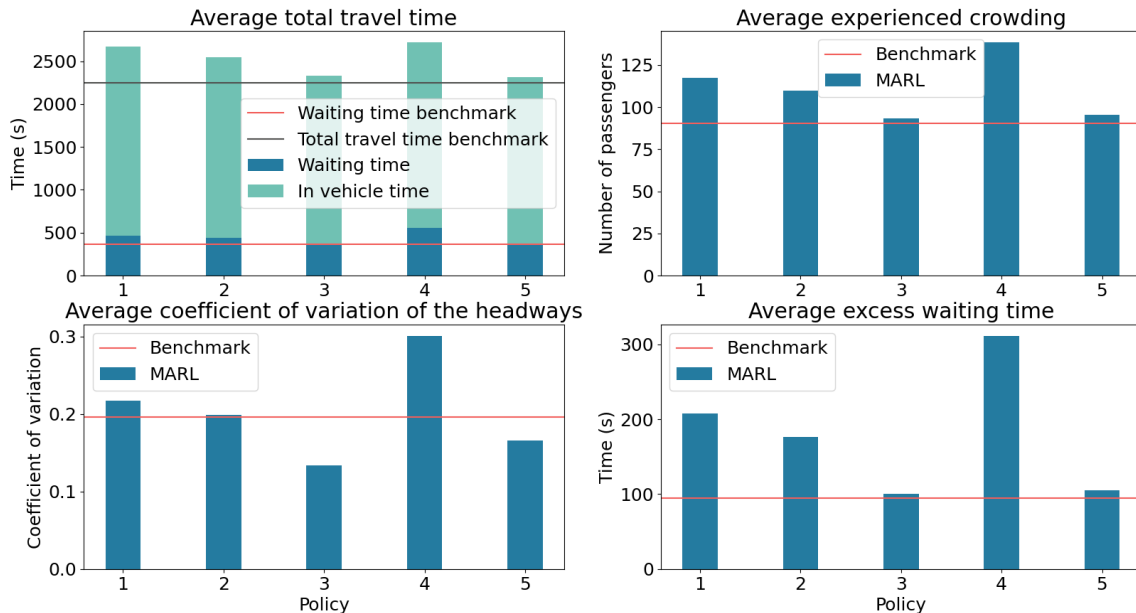 Average total travel time
Time (s)
2500
2000
1500
1000
500
0
Waiting time benchmark
Total travel time benchmark
Waiting time
In vehicle time
1 2 3 4 5
Average experienced crowding
Number of passengers
125
100
75
50
25
0
Benchmark
MARL
1 2 3 4 5
Average coefficient of variation of the headways
Coefficient of variation
0.3
0.2
0.1
0.0
Benchmark
MARL
1 2 3 4 5
Policy
Average excess waiting time
Time (s)
300
200
100
0
Benchmark
MARL
1 2 3 4 5
Policy